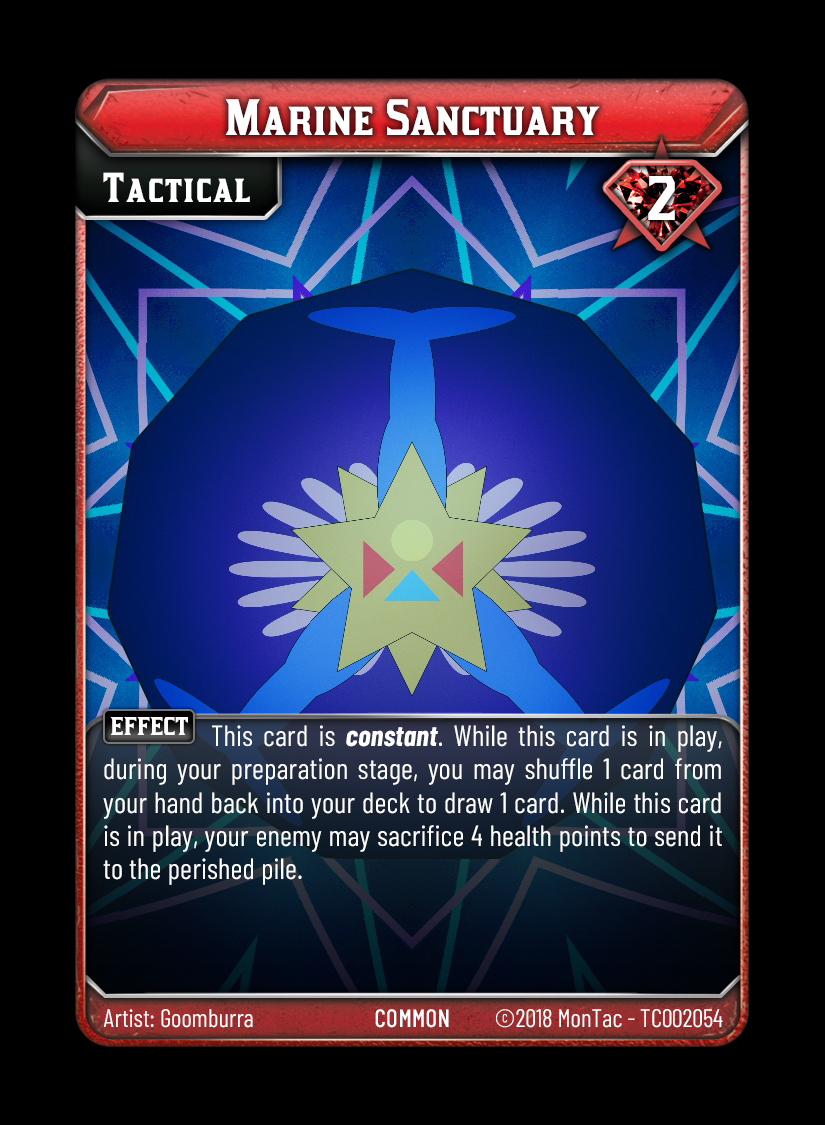 Marine Sanctuary
Tactical
2
EFFECT This card is constant. While this card is in play,
during your preparation stage, you may shuffle 1 card from
your hand back into your deck to draw 1 card. While this card
is in play, your enemy may sacrifice 4 health points to send it
to the perished pile.
Artist: Goomburra COMMON ©2018 MonTac - TC002054